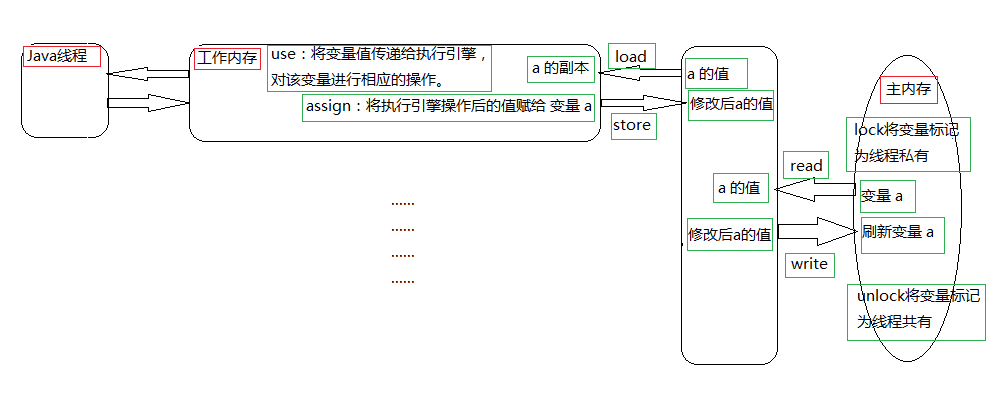 Java线程
工作内存
use：将变量值传递给执行引擎，
对该变量进行相应的操作。
a 的副本
assign：将执行引擎操作后的值赋给 变量 a
load
store
a 的值
修改后a的值
主内存
lock将变量标记
为线程私有
read
a 的值
变量 a
修改后a的值
刷新变量 a
write
unlock将变量标记
为线程共有
......
......
......
......